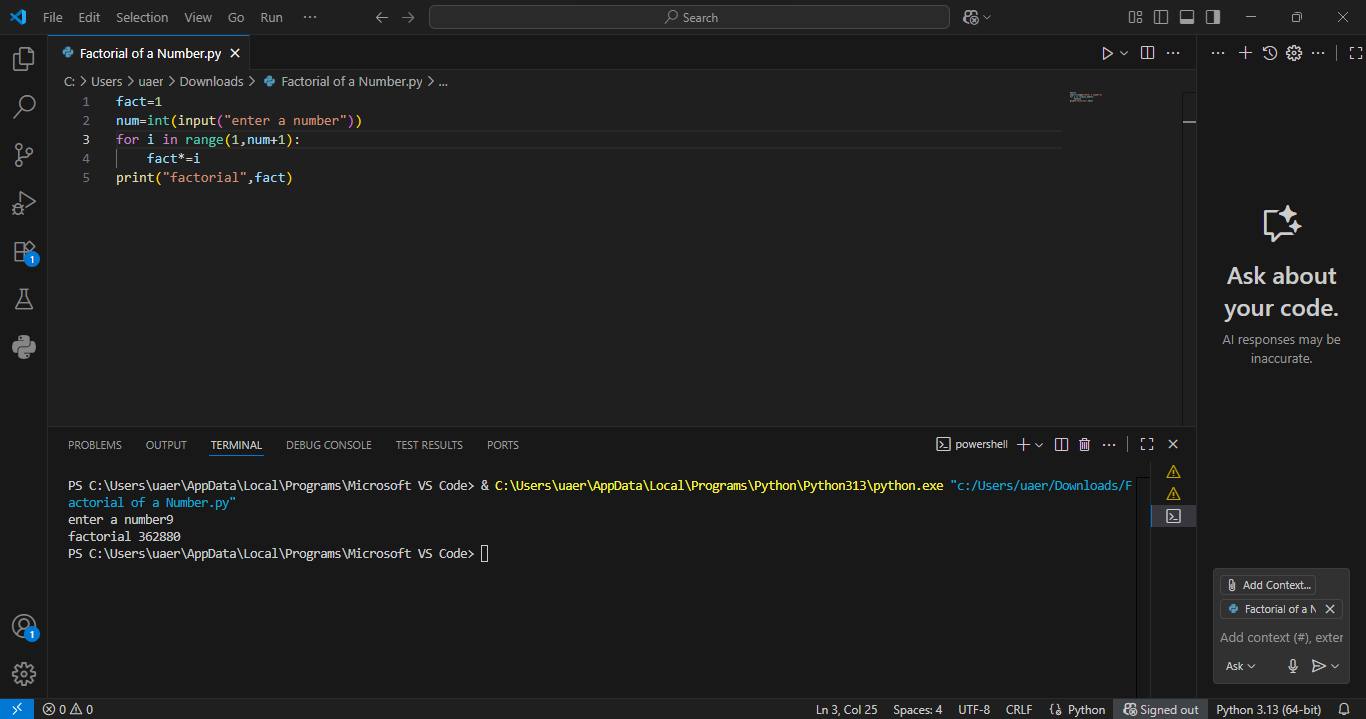 File Edit Selection View Go Run ··· Search
Factorial of a Number.py
C: > Users > uaer > Downloads > Factorial of a Number.py > ...
1 fact=1
2 num=int(input("enter a number"))
3 for i in range(1,num+1):
4 fact*=i
5 print("factorial",fact)
1
Ask about
your code.
AI responses may be
inaccurate.
PROBLEMS OUTPUT TERMINAL DEBUG CONSOLE TEST RESULTS PORTS powershell
PS C:\Users\uaer\AppData\Local\Programs\Microsoft VS Code> & C:\Users\uaer\AppData\Local\Programs\Python\Python313\python.exe "c:/Users/uaer/Downloads/F
actorial of a Number.py"
enter a number9
factorial 362880
PS C:\Users\uaer\AppData\Local\Programs\Microsoft VS Code>
Add Context...
Factorial of a N
Add context (#), exter
Ask
1
0 0 Ln 3, Col 25 Spaces: 4 UTF-8 CRLF Python Signed out Python 3.13 (64-bit)